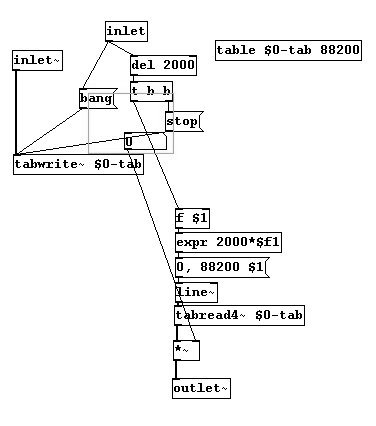 inlet
table $0-tab 88200
inlet~
del 2000
bang
t b b
stop
0
tabwrite~ $0-tab
f $1
expr 2000*$f1
0, 88200 $1
line~
tabread4~ $0-tab
*~
outlet~